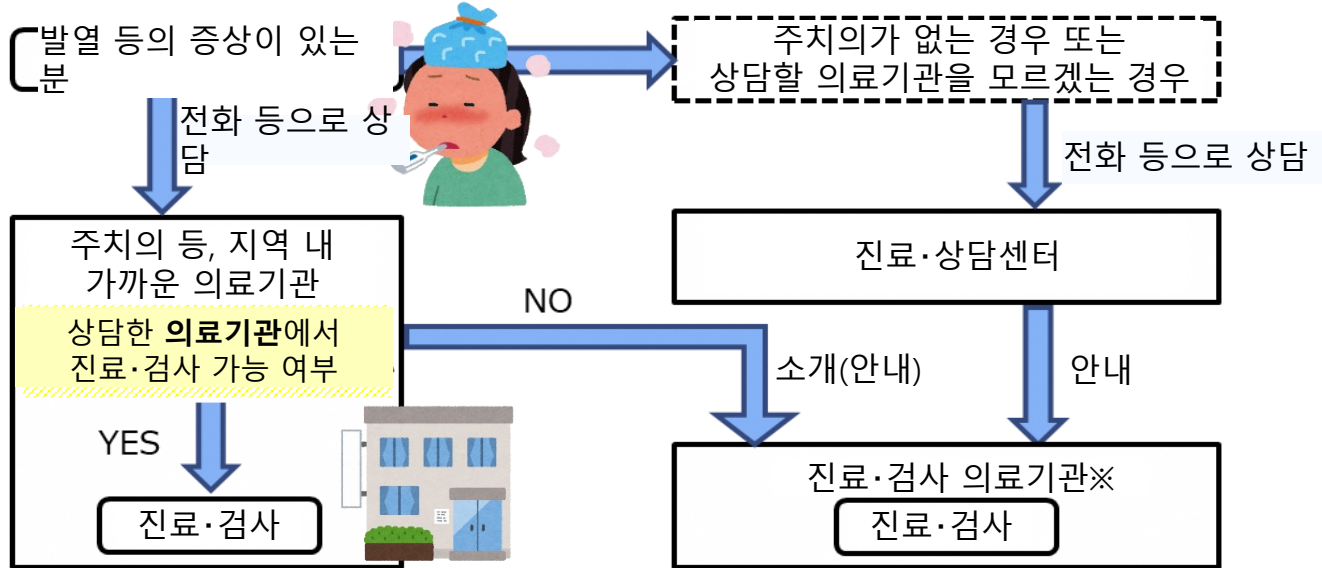 발열 등의 증상이 있는
분
전화 등으로 상
담
주치의가 없는 경우 또는
상담할 의료기관을 모르겠는 경우
전화 등으로 상담
주치의 등, 지역 내
가까운 의료기관
상담한 의료기관에서
진료·검사 가능 여부
YES
진료·검사
NO
소개(안내)
진료·상담센터
안내
진료·검사 의료기관※
진료·검사